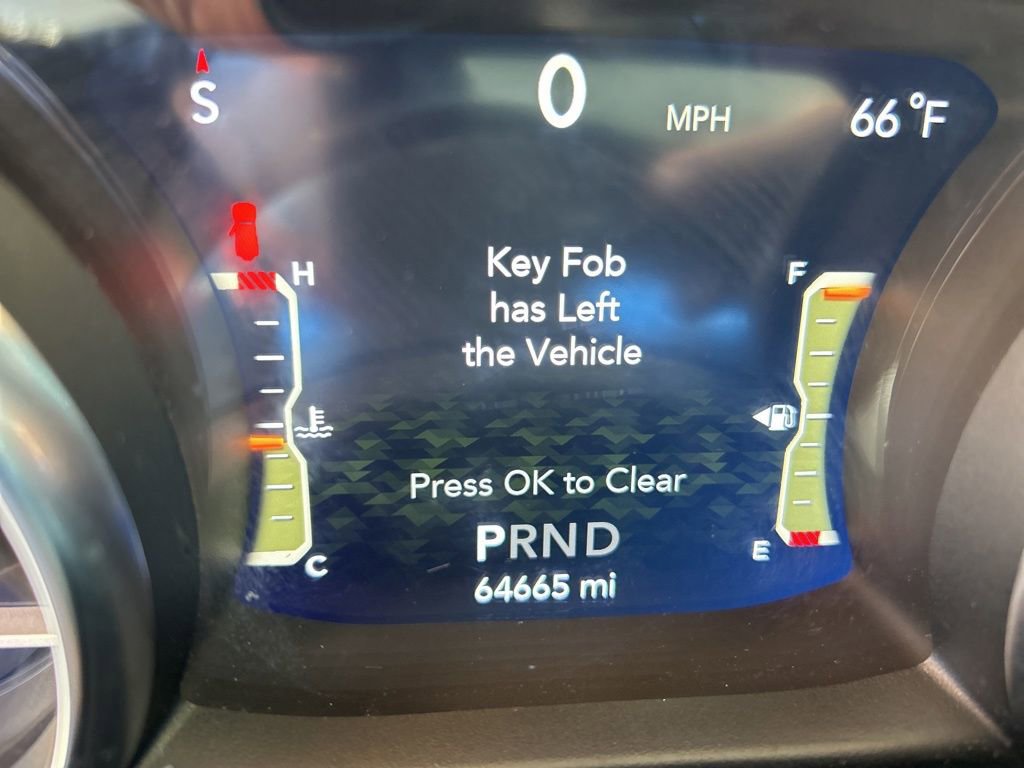 S
0
MPH
66 °F
H
Key Fob
has Left
the Vehicle
F
Press OK to Clear
PRND
C
E
64665 mi